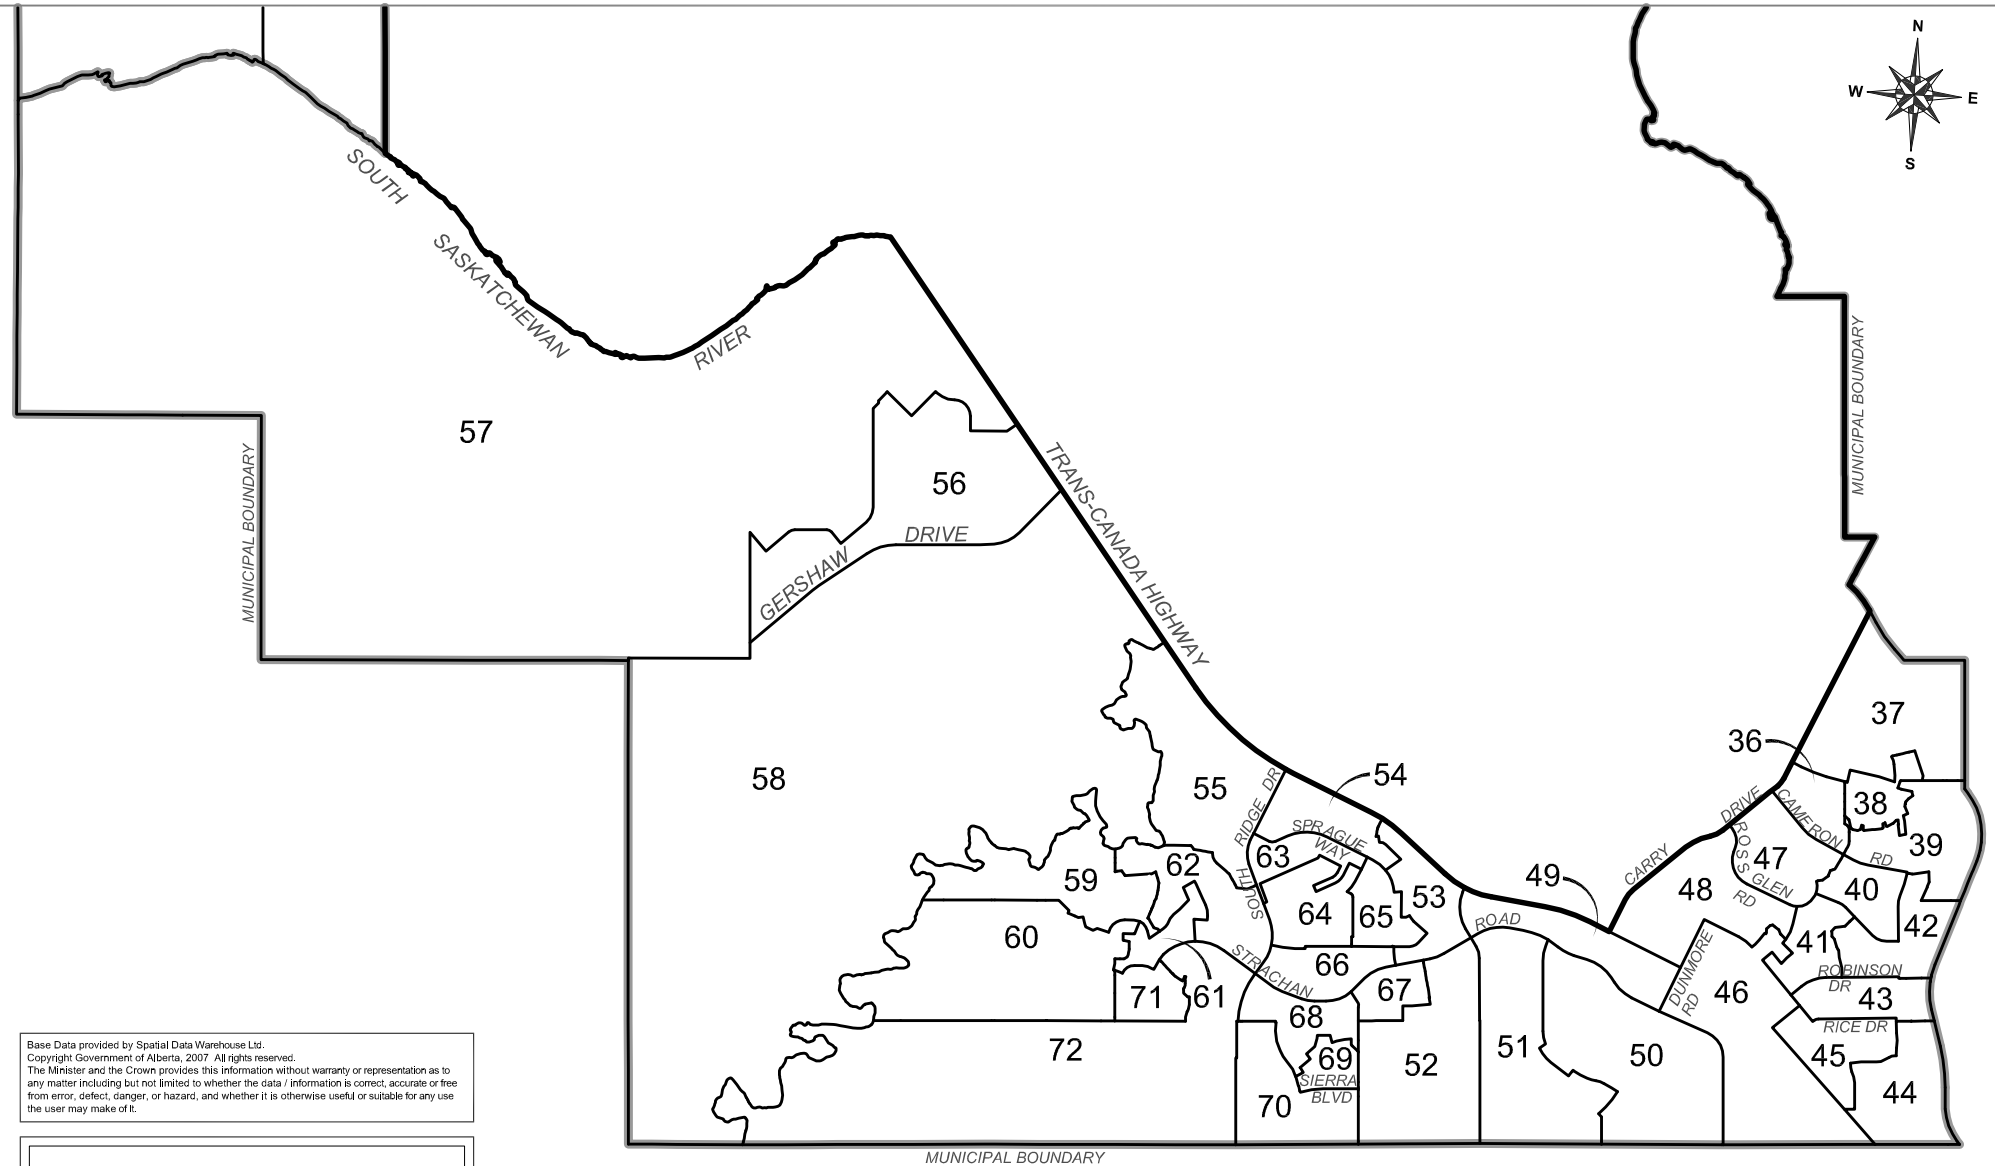 N
W E
S
SOUTH
SASKATCHEWAN
RIVER
MUNICIPAL BOUNDARY
57
MUNICIPAL BOUNDARY
56
TRANS-CANADA HIGHWAY
GERSHAW DRIVE
58
55
54
37
36
RIDGE DR
SOUTH
SPRAGUE
WAY
DRIVE
CARRY
CAMERON
RD
38
39
ROSS
GLEN
RD
47
48
49
40
42
41
59
62
63
64
65
53
60
ROAD
STRACHAN
66
67
61
71
DUNMORE
RD
46
ROBINSON
DR
43
RICE DR
45
44
68
69
SIERRA
BLVD
70
72
52
51
50
MUNICIPAL BOUNDARY
Base Data provided by Spatial Data Warehouse Ltd.
Copyright Government of Alberta, 2007 All rights reserved.
The Minister and the Crown provides this information without warranty or representation as to
any matter including but not limited to whether the data / information is correct, accurate or free
from error, defect, danger, or hazard, and whether it is otherwise useful or suitable for any use
the user may make of it.